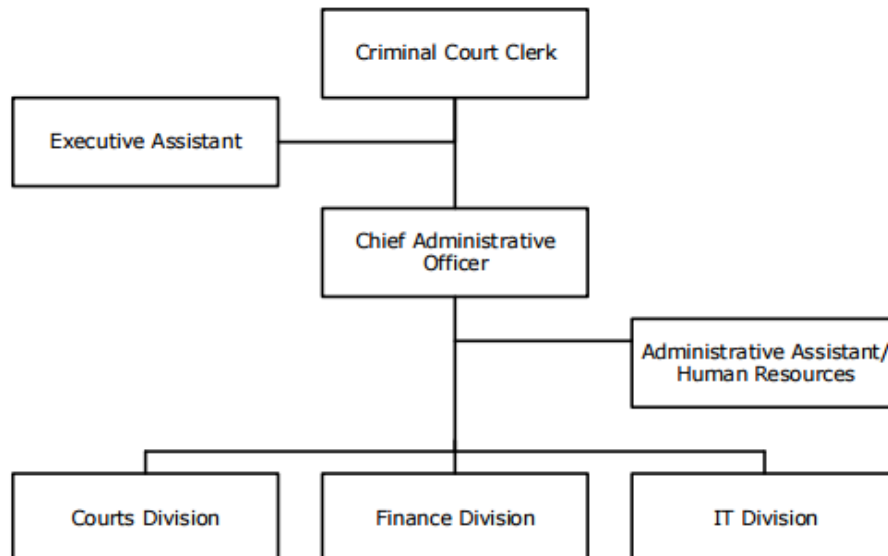 Criminal Court Clerk
Executive Assistant
Chief Administrative
Officer
Administrative Assistant/
Human Resources
Courts Division
Finance Division
IT Division